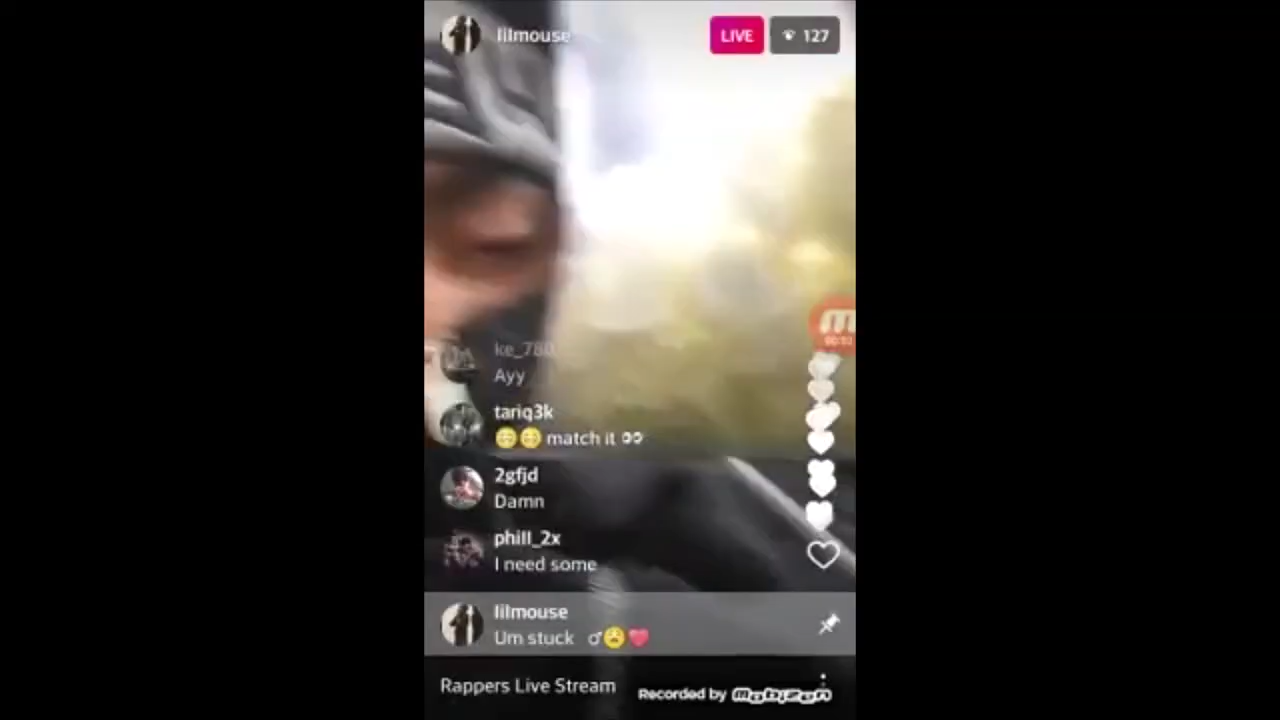 lilmouse
LIVE
127
ke_780
Ayy
tariq3k
😁😁 match it 👀
2gfjd
Damn
phill_2x
I need some
lilmouse
Um stuck ♂😩❤️
Rappers Live Stream
Recorded by Mobizen